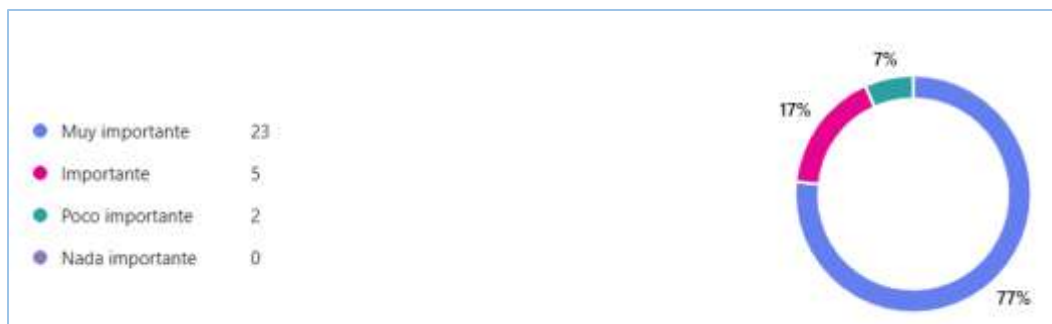 Muy importante 23
Importante 5
Poco importante 2
Nada importante 0
7%
17%
77%